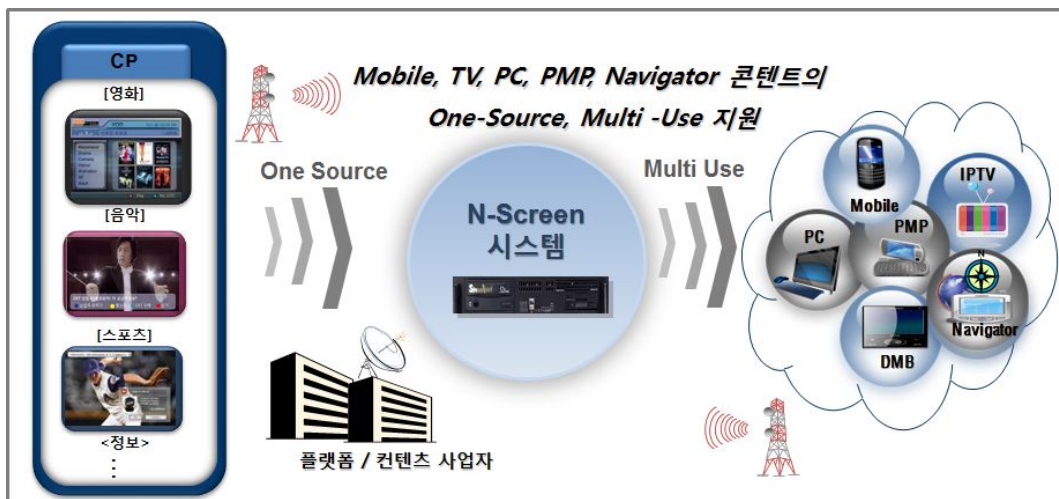 CP
[영화]
[음악]
[스포츠]
<정보>
Mobile, TV, PC, PMP, Navigator 콘텐트의
One-Source, Multi -Use 지원
One Source
N-Screen
시스템
Multi Use
플랫폼 / 컨텐츠 사업자
Mobile
IPTV
PC
PMP
Navigator
DMB
N